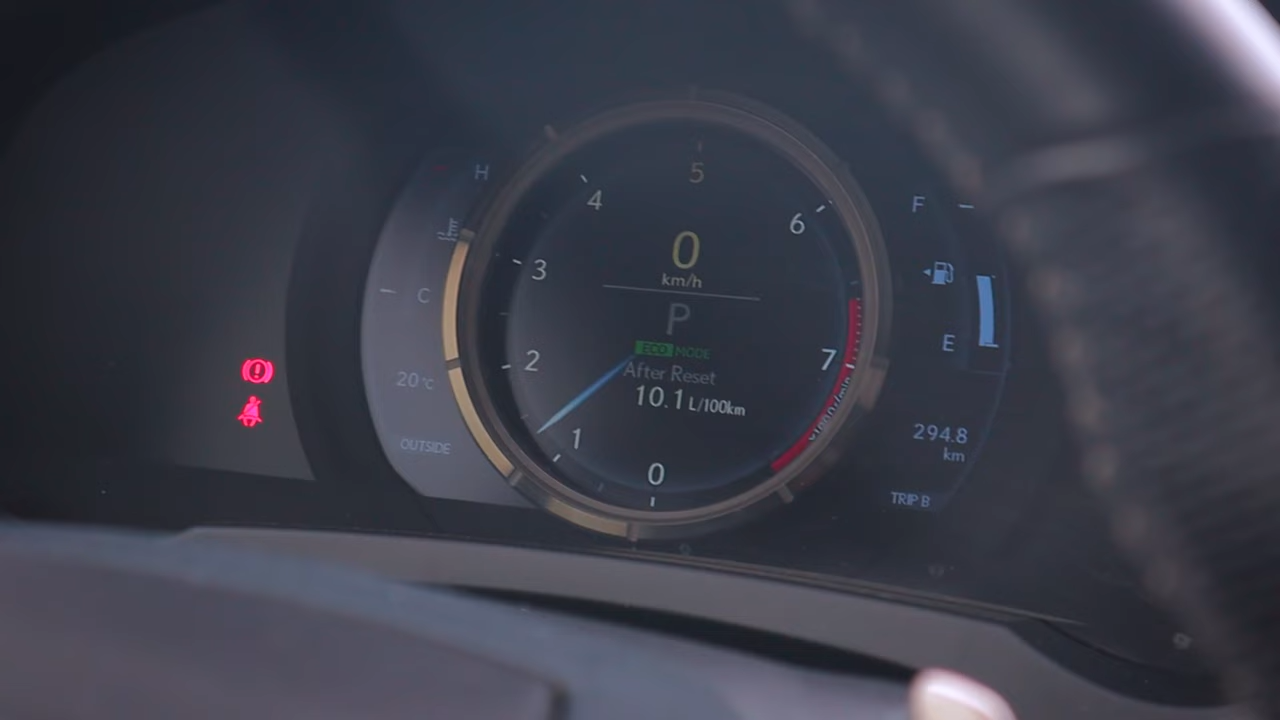 H
C
20°C
OUTSIDE
0
1
2
3
4
5
6
7
0
km/h
P
ECO MODE
After Reset
10.1 L/100km
F
E
294.8
km
TRIP B